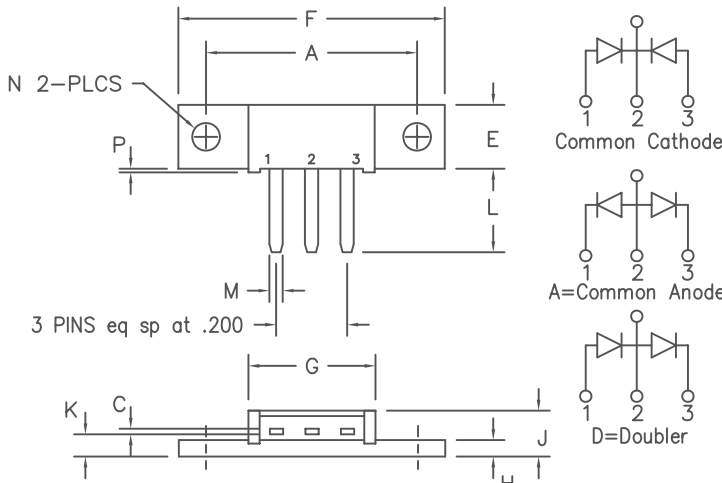 F
A
N 2-PLCS
P
E
1 2 3
L
M
3 PINS eq sp at .200
G
C
K
J
H
1 2 3
Common Cathode
1 2 3
A=Common Anode
1 2 3
D=Doubler